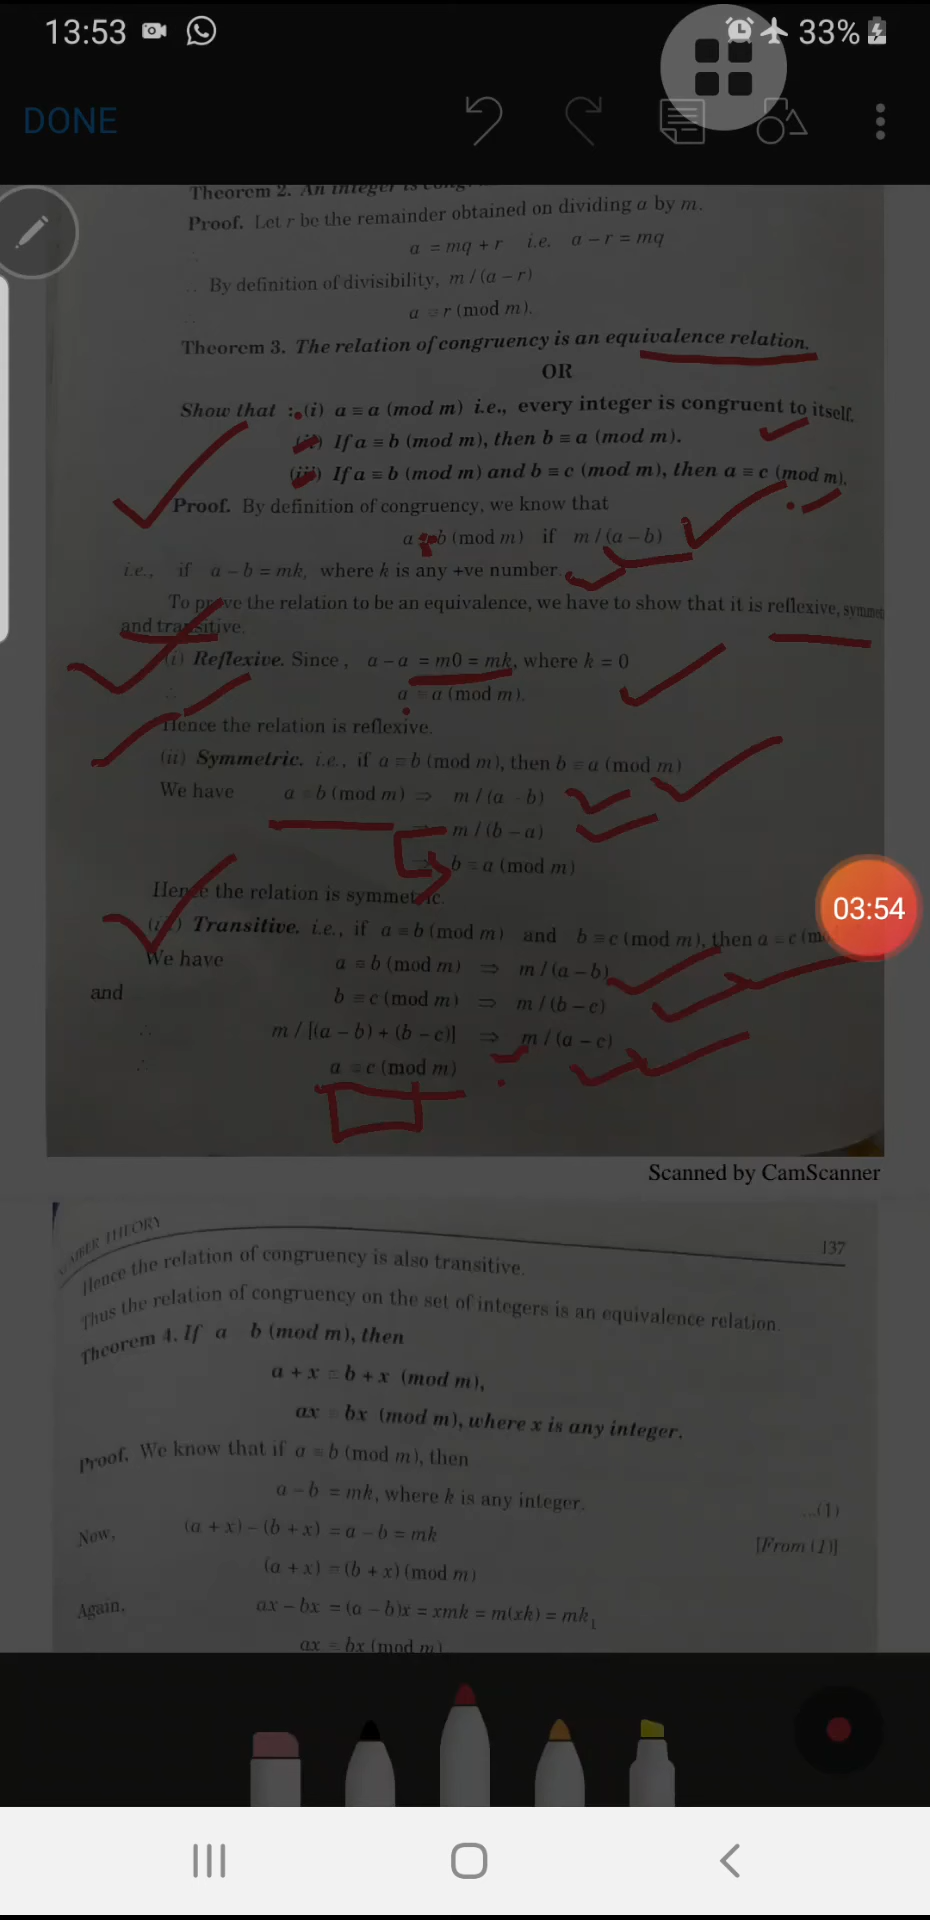 13:53 33%
DONE
Theorem 2. An integer is
Proof. Let r be the remainder obtained on dividing a by m.
a = mq + r i.e. a − r = mq
∴ By definition of divisibility, m / (a − r)
∴ a ≡ r (mod m).
Theorem 3. The relation of congruency is an equivalence relation.
OR
Show that : (i) a ≡ a (mod m) i.e., every integer is congruent to itself.
(ii) If a ≡ b (mod m), then b ≡ a (mod m).
(iii) If a ≡ b (mod m) and b ≡ c (mod m), then a ≡ c (mod m).
Proof. By definition of congruency, we know that
a ≡ b (mod m) if m / (a − b)
i.e., if a − b = mk, where k is any +ve number.
To prove the relation to be an equivalence, we have to show that it is reflexive,
and transitive.
(i) Reflexive. Since, a − a = m0 = mk, where k = 0
∴ a ≡ a (mod m).
Hence the relation is reflexive.
(ii) Symmetric. i.e., if a ≡ b (mod m), then b ≡ a (mod m)
We have a ≡ b (mod m) ⇒ m / (a − b)
⇒ m / (b − a)
⇒ b ≡ a (mod m)
Hence the relation is symmetric.
03:54
(iii) Transitive. i.e., if a ≡ b (mod m) and b ≡ c (mod m), then a ≡ c
We have a ≡ b (mod m) ⇒ m / (a − b)
and b ≡ c (mod m) ⇒ m / (b − c)
∴ m / [(a − b) + (b − c)] ⇒ m / (a − c)
∴ a ≡ c (mod m)
Scanned by CamScanner
NUMBER THEORY 137
Hence the relation of congruency is also transitive.
Thus the relation of congruency on the set of integers is an equivalence relation.
Theorem 4. If a b (mod m), then
a + x ≡ b + x (mod m),
ax ≡ bx (mod m), where x is any integer.
Proof. We know that if a ≡ b (mod m), then
a − b = mk, where k is any integer. ...(1)
Now, (a + x) − (b + x) = a − b = mk [From (1)]
(a + x) ≡ (b + x) (mod m)
Again, ax − bx = (a − b)x = xmk = m(xk) = mk₁
ax ≡ bx (mod m)